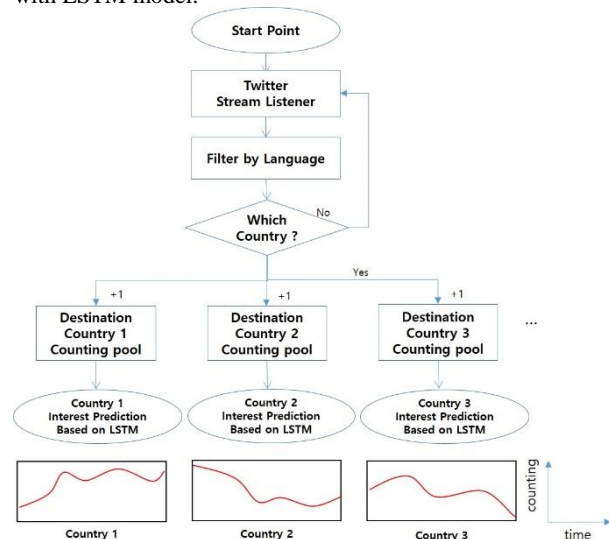 with LSTM model.
Start Point
Twitter
Stream Listener
Filter by Language
No
Which
Country ?
Yes
+1
+1
+1
Destination
Country 1
Counting pool
Destination
Country 2
Counting pool
Destination
Country 3
Counting pool
...
Country 1
Interest Prediction
Based on LSTM
Country 2
Interest Prediction
Based on LSTM
Country 3
Interest Prediction
Based on LSTM
counting
Country 1
Country 2
Country 3
time